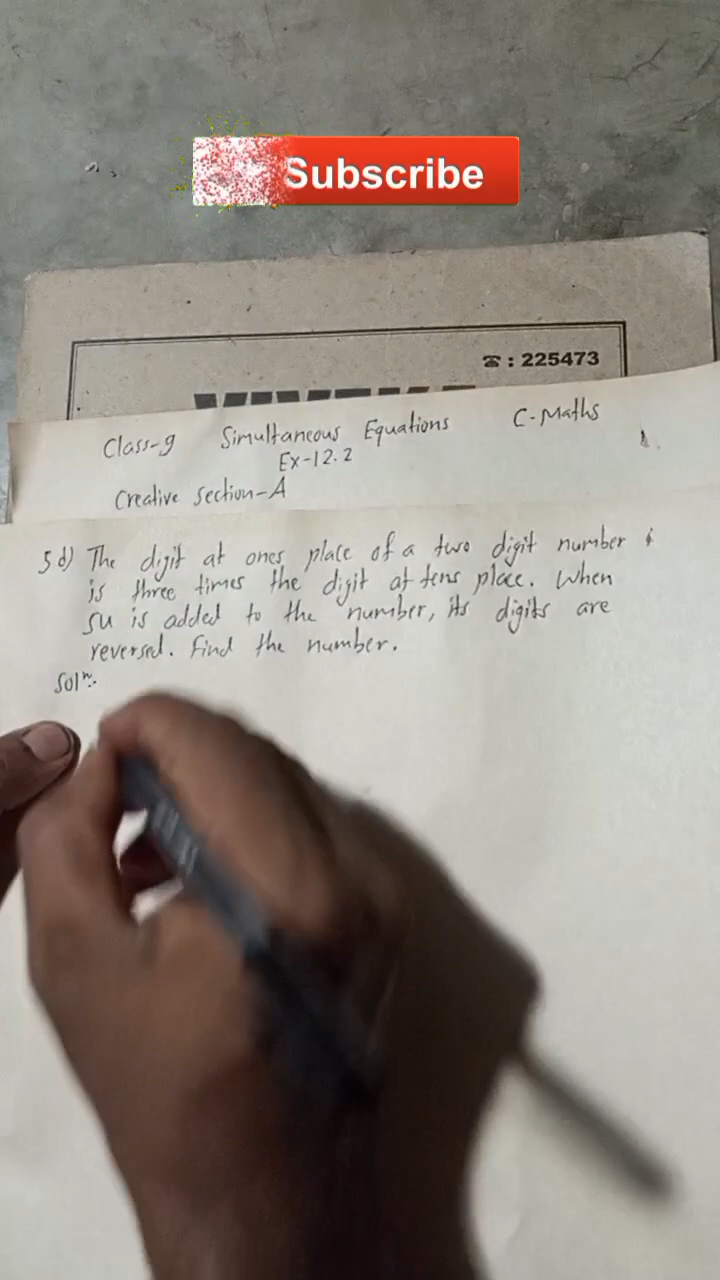 Subscribe
☎ : 225473
Class-9 Simultaneous Equations C-Maths
Ex-12.2
Creative section-A
5 d) The digit at ones place of a two digit number
is three times the digit at tens place. When
su is added to the number, its digits are
reversed. Find the number.
Solⁿ: